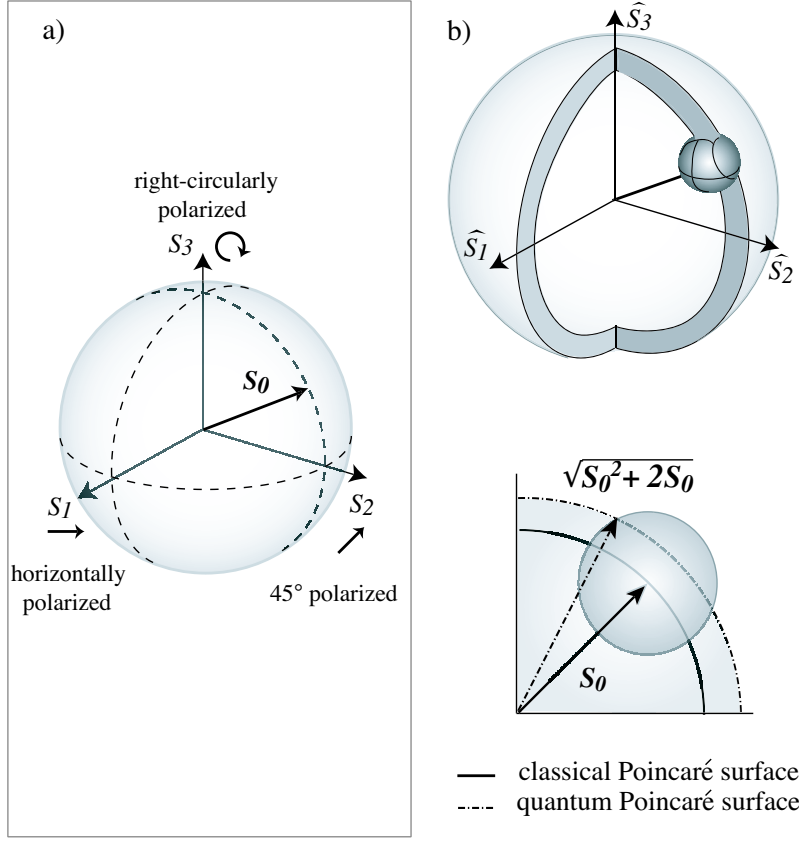 a)
right-circularly
polarized
S3
S0
S1
S2
horizontally
polarized
45° polarized
b)
Ŝ3
Ŝ1
Ŝ2
√S0²+ 2S0
S0
classical Poincaré surface
quantum Poincaré surface